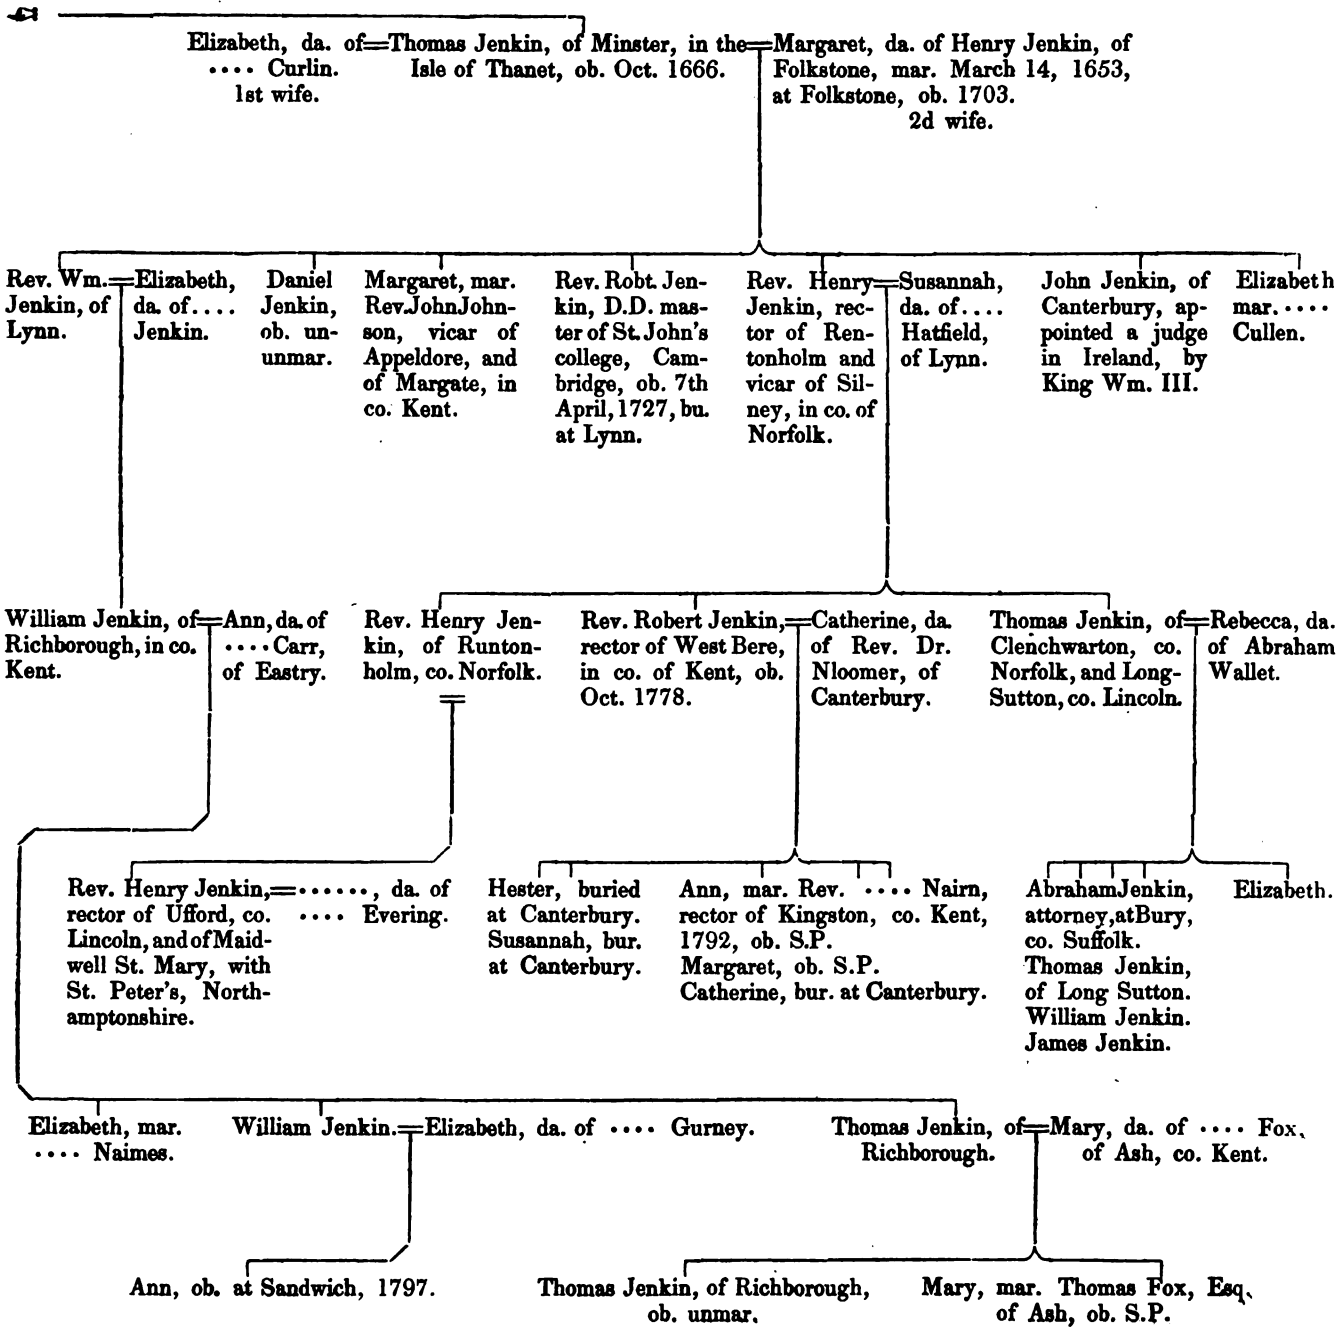 Elizabeth, da. of=Thomas Jenkin, of Minster, in the=Margaret, da. of Henry Jenkin, of
.... Curlin.
1st wife.
Isle of Thanet, ob. Oct. 1666.
Folkstone, mar. March 14, 1653,
at Folkstone, ob. 1703.
2d wife.
Rev. Wm.=Elizabeth,
Jenkin, of
Lynn.
da. of....
Jenkin.
Daniel
Jenkin,
ob. un-
unmar.
Margaret, mar.
Rev.JohnJohn-
son, vicar of
Appeldore, and
of Margate, in
co. Kent.
Rev. Robt. Jen-
kin, D.D. mas-
ter of St. John's
college, Cam-
bridge, ob. 7th
April, 1727, bu.
at Lynn.
Rev. Henry=Susannah,
Jenkin, rec-
tor of Ren-
tonholm and
vicar of Sil-
ney, in co. of
Norfolk.
da. of....
Hatfield,
of Lynn.
John Jenkin, of
Canterbury, ap-
pointed a judge
in Ireland, by
King Wm. III.
Elizabeth
mar. ....
Cullen.
William Jenkin, of=Ann, da. of
Richborough, in co.
Kent.
.... Carr,
of Eastry.
Rev. Henry Jen-
kin, of Runton-
holm, co. Norfolk.
=
Rev. Robert Jenkin,=Catherine, da.
rector of West Bere,
in co. of Kent, ob.
Oct. 1778.
of Rev. Dr.
Nloomer, of
Canterbury.
Thomas Jenkin, of=Rebecca, da.
Clenchwarton, co.
Norfolk, and Long-
Sutton, co. Lincoln.
of Abraham
Wallet.
Rev. Henry Jenkin,=......, da. of
rector of Ufford, co.
Lincoln, and of Maid-
well St. Mary, with
St. Peter's, North-
amptonshire.
.... Evering.
Hester, buried
at Canterbury.
Susannah, bur.
at Canterbury.
Ann, mar. Rev. .... Nairn,
rector of Kingston, co. Kent,
1792, ob. S.P.
Margaret, ob. S.P.
Catherine, bur. at Canterbury.
AbrahamJenkin,
attorney, at Bury,
co. Suffolk.
Thomas Jenkin,
of Long Sutton.
William Jenkin.
James Jenkin.
Elizabeth.
Elizabeth, mar.
.... Naimes.
William Jenkin.=Elizabeth, da. of .... Gurney.
Thomas Jenkin, of=Mary, da. of .... Fox,
Richborough.
of Ash, co. Kent.
Ann, ob. at Sandwich, 1797.
Thomas Jenkin, of Richborough,
ob. unmar.
Mary, mar. Thomas Fox, Esq.
of Ash, ob. S.P.